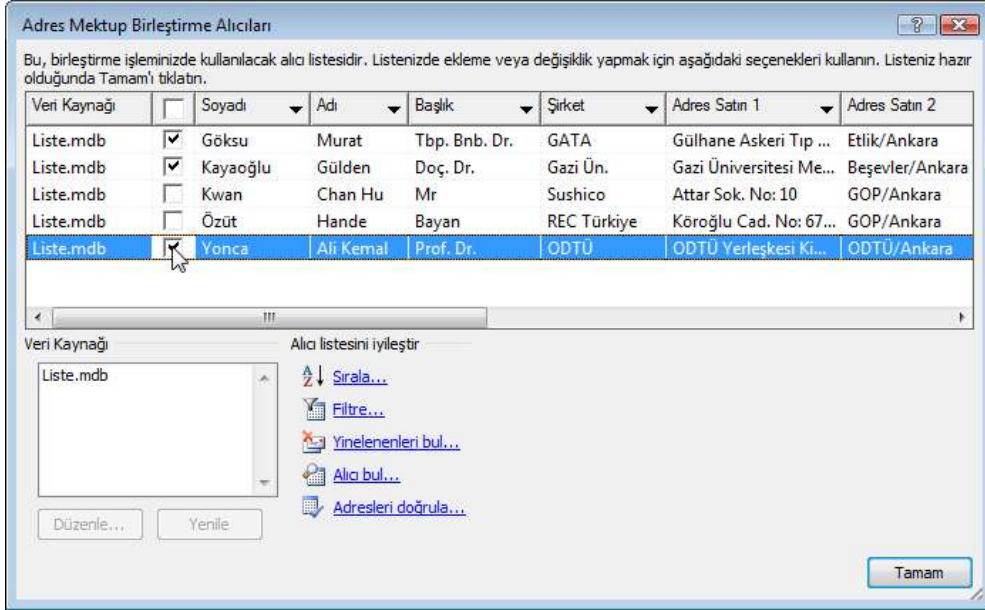 Adres Mektup Birleştirme Alıcıları
Bu, birleştirme işleminizde kullanılacak alıcı listesidir. Listenizde ekleme veya değişiklik yapmak için aşağıdaki seçenekleri kullanın. Listeniz hazır
olduğunda Tamam'ı tıklatın.
Veri Kaynağı Soyadı Adı Başlık Şirket Adres Satırı 1 Adres Satırı 2
Liste.mdb Göksu Murat Tbp. Bnb. Dr. GATA Gülhane Askeri Tıp ... Etlik/Ankara
Liste.mdb Kayaoğlu Gülden Doç. Dr. Gazi Ün. Gazi Üniversitesi Me... Beşevler/Ankara
Liste.mdb Kwan Chan Hu Mr Sushico Attar Sok. No: 10 GOP/Ankara
Liste.mdb Özüt Hande Bayan REC Türkiye Köroğlu Cad. No: 67... GOP/Ankara
Liste.mdb Yonca Ali Kemal Prof. Dr. ODTÜ ODTÜ Yerleşkesi Ki... ODTÜ/Ankara
Veri Kaynağı Alıcı listesini iyileştir
Liste.mdb
Sırala...
Filtre...
Yinelenenleri bul...
Alıcı bul...
Adresleri doğrula...
Düzenle... Yenile
Tamam